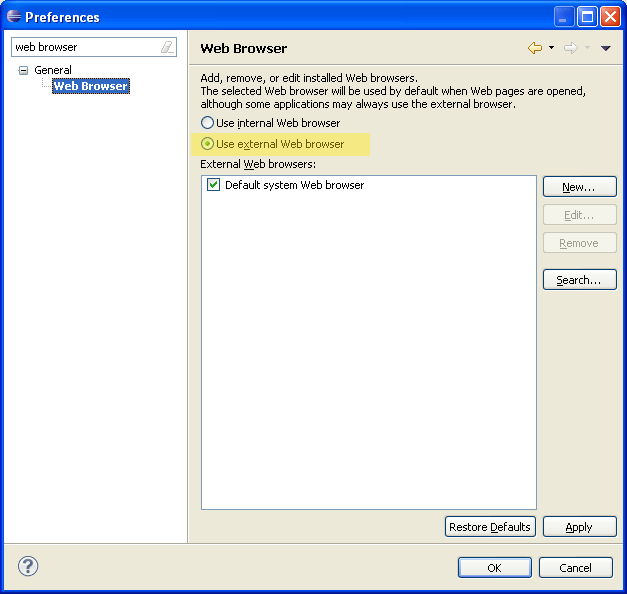 Preferences
web browser
General
Web Browser
Web Browser
Add, remove, or edit installed Web browsers.
The selected Web browser will be used by default when Web pages are opened,
although some applications may always use the external browser.
Use internal Web browser
Use external Web browser
External Web browsers:
Default system Web browser
New...
Edit...
Remove
Search...
Restore Defaults
Apply
?
OK
Cancel